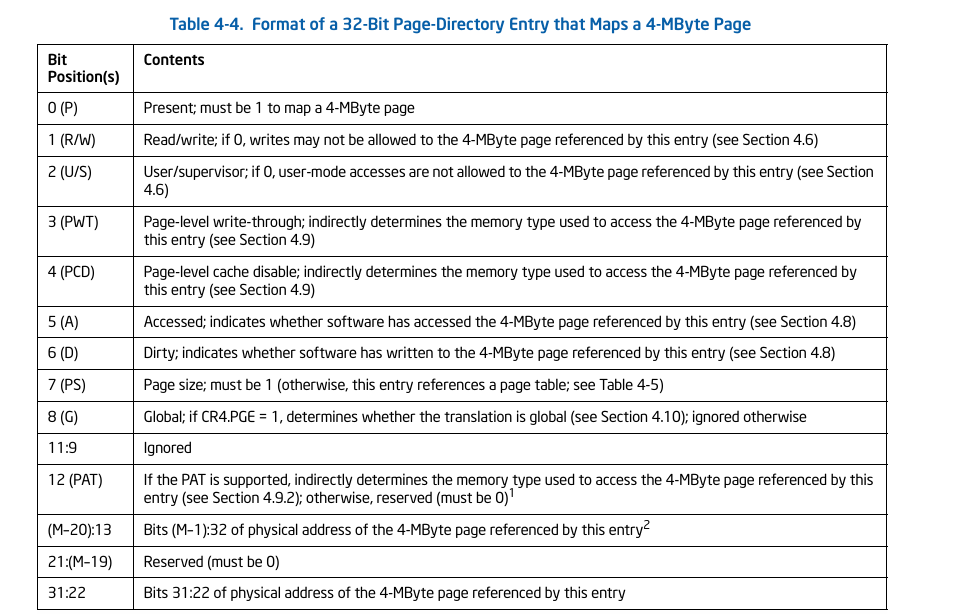 Table 4-4. Format of a 32-Bit Page-Directory Entry that Maps a 4-MByte Page
Bit
Position(s)
Contents
0 (P)
Present; must be 1 to map a 4-MByte page
1 (R/W)
Read/write; if 0, writes may not be allowed to the 4-MByte page referenced by this entry (see Section 4.6)
2 (U/S)
User/supervisor; if 0, user-mode accesses are not allowed to the 4-MByte page referenced by this entry (see Section
4.6)
3 (PWT)
Page-level write-through; indirectly determines the memory type used to access the 4-MByte page referenced by
this entry (see Section 4.9)
4 (PCD)
Page-level cache disable; indirectly determines the memory type used to access the 4-MByte page referenced by
this entry (see Section 4.9)
5 (A)
Accessed; indicates whether software has accessed the 4-MByte page referenced by this entry (see Section 4.8)
6 (D)
Dirty; indicates whether software has written to the 4-MByte page referenced by this entry (see Section 4.8)
7 (PS)
Page size; must be 1 (otherwise, this entry references a page table; see Table 4-5)
8 (G)
Global; if CR4.PGE = 1, determines whether the translation is global (see Section 4.10); ignored otherwise
11:9
Ignored
12 (PAT)
If the PAT is supported, indirectly determines the memory type used to access the 4-MByte page referenced by this
entry (see Section 4.9.2); otherwise, reserved (must be 0)1
(M–20):13
Bits (M–1):32 of physical address of the 4-MByte page referenced by this entry2
21:(M–19)
Reserved (must be 0)
31:22
Bits 31:22 of physical address of the 4-MByte page referenced by this entry